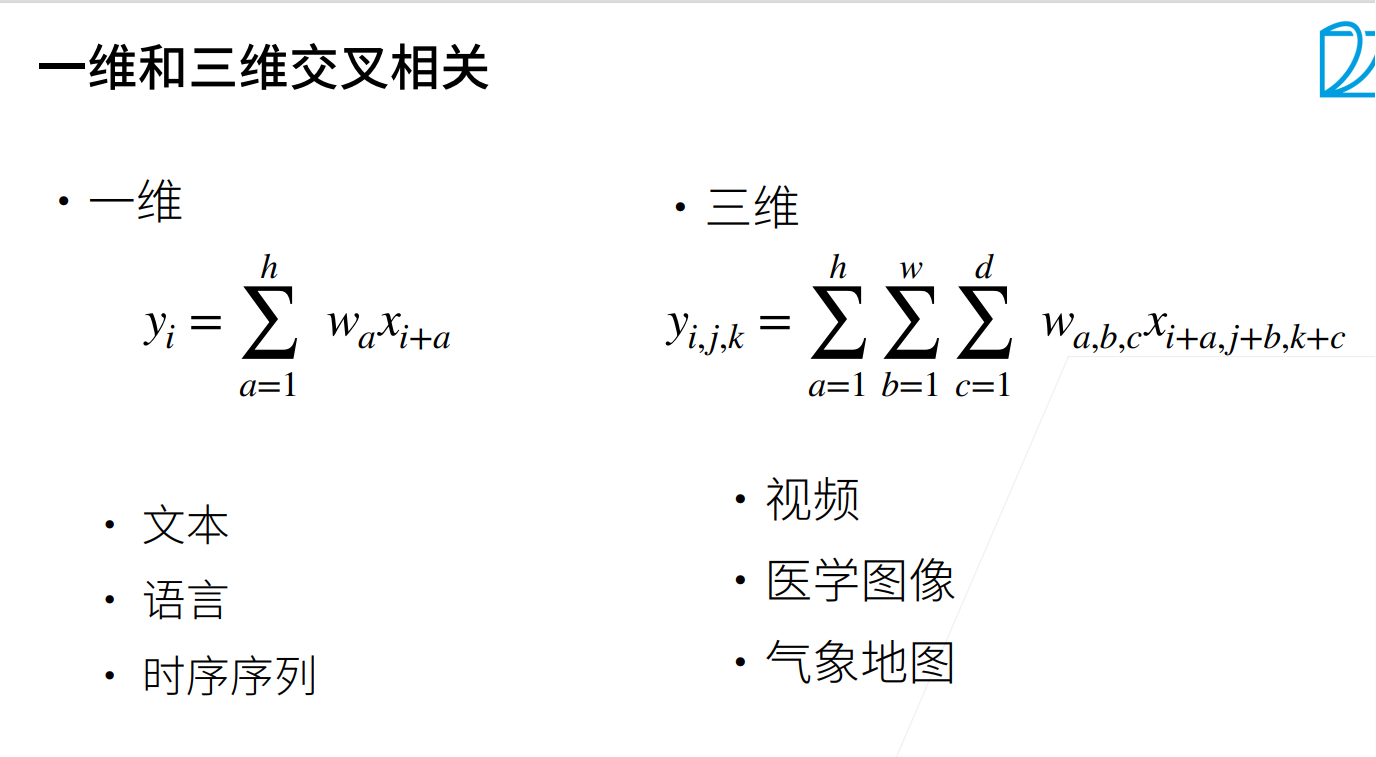 一维和三维交叉相关
• 一维
y_i = \sum_{a=1}^{h} w_a x_{i+a}
• 文本
• 语言
• 时序序列
• 三维
y_{i,j,k} = \sum_{a=1}^{h} \sum_{b=1}^{w} \sum_{c=1}^{d} w_{a,b,c} x_{i+a,j+b,k+c}
• 视频
• 医学图像
• 气象地图